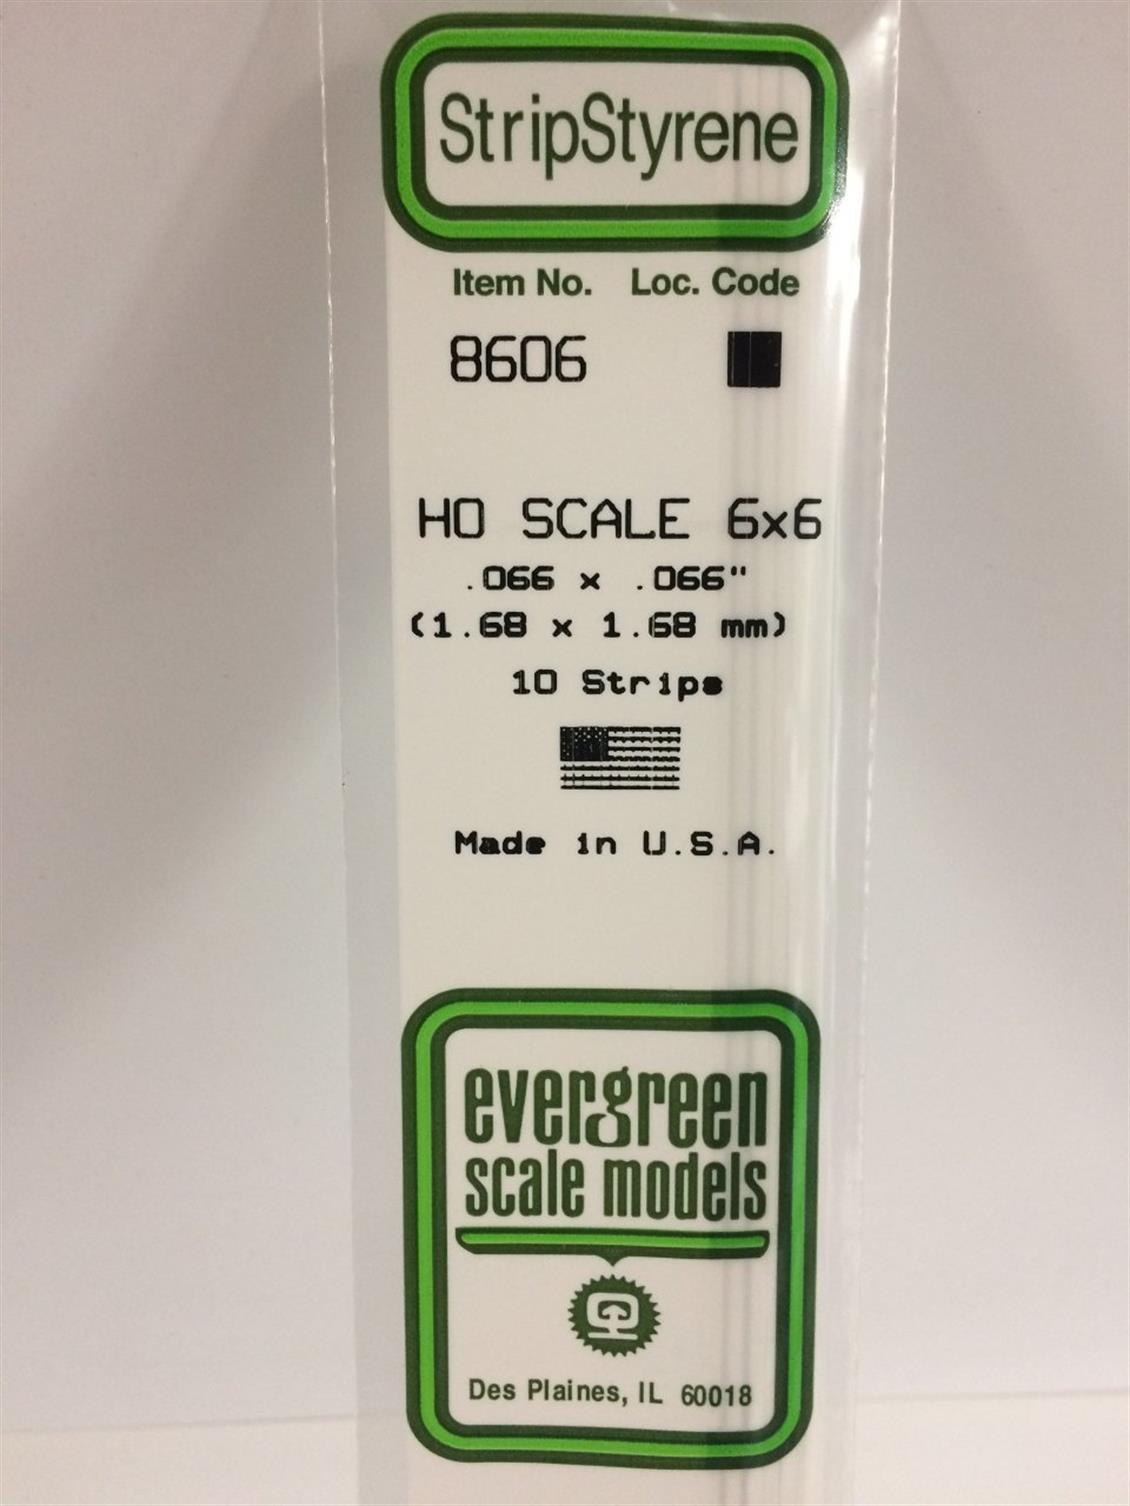 StripStyrene
Item No. Loc. Code
8606
HO SCALE 6x6
.066 x .066"
(1.68 x 1.68 mm)
10 Strips
Made in U.S.A.
evergreen
scale models
Des Plaines, IL 60018